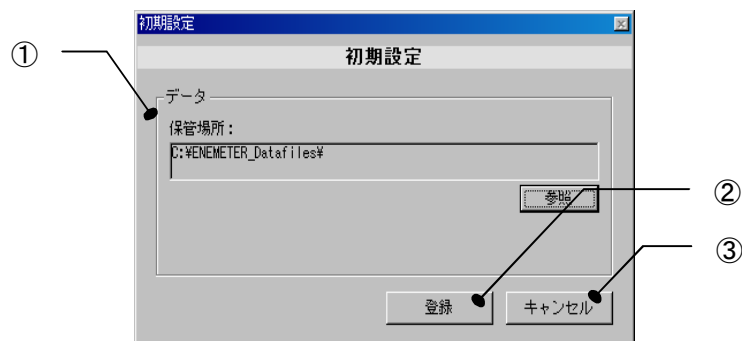 初期設定
初期設定
①
データ
保管場所：
C:¥ENEMETER_Datafiles¥
参照
②
③
登録
キャンセル